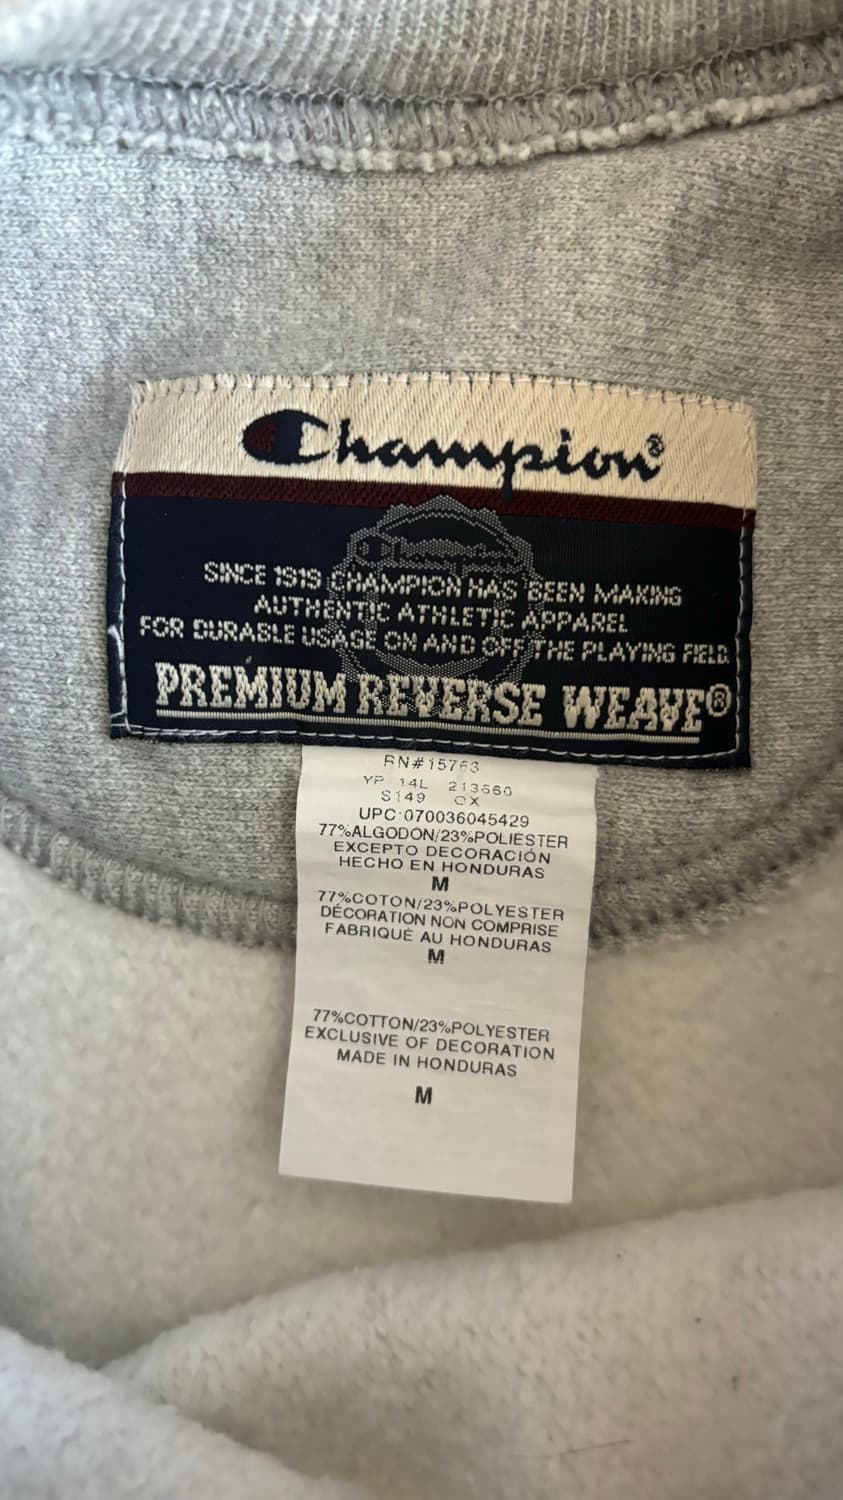 Champion®
SINCE 1919 CHAMPION HAS BEEN MAKING
AUTHENTIC ATHLETIC APPAREL
FOR DURABLE USAGE ON AND OFF THE PLAYING FIELD.
PREMIUM REVERSE WEAVE®
RN#15763
YP 14L 213660
S149 OX
UPC:070036045429
77%ALGODÓN/23%POLIÉSTER
EXCEPTO DECORACIÓN
HECHO EN HONDURAS
M
77%COTON/23%POLYESTER
DÉCORATION NON COMPRISE
FABRIQUÉ AU HONDURAS
M
77%COTTON/23%POLYESTER
EXCLUSIVE OF DECORATION
MADE IN HONDURAS
M